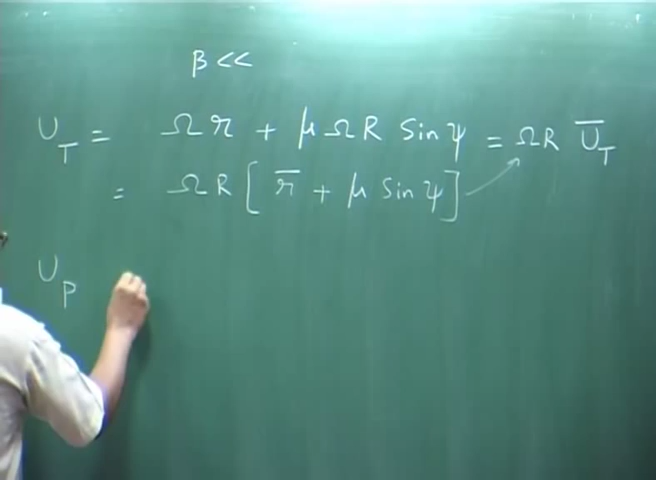 β <<
U_T = Ω r + μ Ω R Sin ψ = Ω R U̅_T
= Ω R [ r̅ + μ Sin ψ ]
U_P